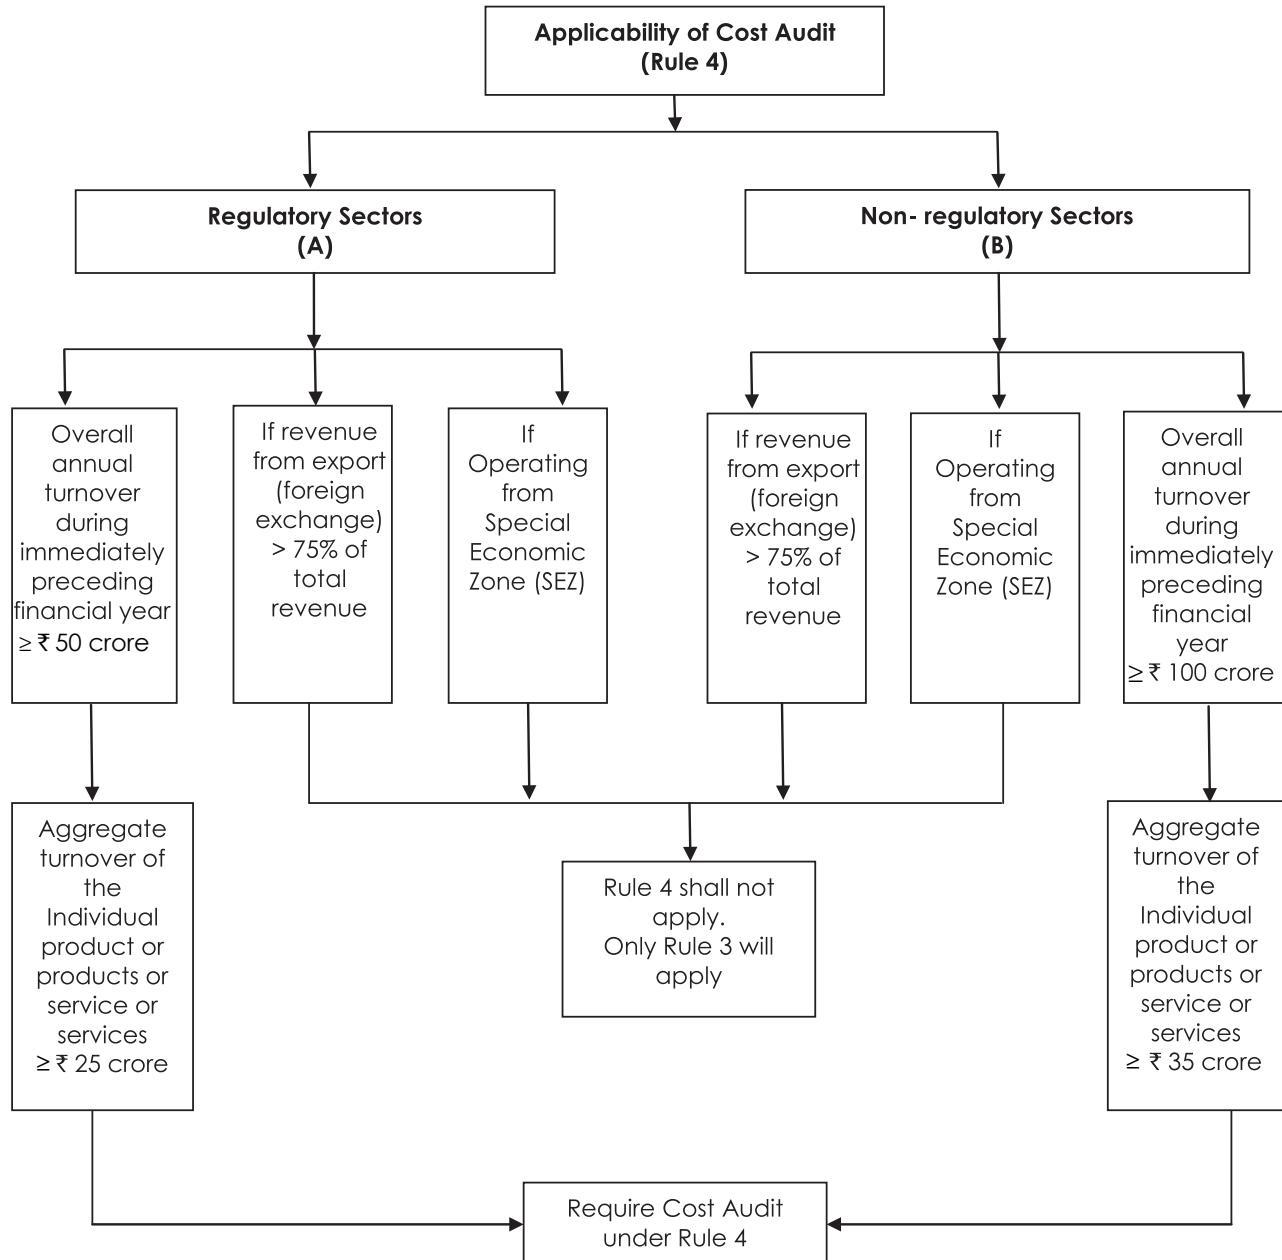 Applicability of Cost Audit
(Rule 4)
Regulatory Sectors
(A)
Non- regulatory Sectors
(B)
Overall
annual
turnover
during
immediately
preceding
financial year
≥ ₹ 50 crore
If revenue
from export
(foreign
exchange)
> 75% of
total
revenue
If
Operating
from
Special
Economic
Zone (SEZ)
If revenue
from export
(foreign
exchange)
> 75% of
total
revenue
If
Operating
from
Special
Economic
Zone (SEZ)
Overall
annual
turnover
during
immediately
preceding
financial
year
≥ ₹ 100 crore
Aggregate
turnover of
the
Individual
product or
products or
service or
services
≥ ₹ 25 crore
Rule 4 shall not
apply.
Only Rule 3 will
apply
Aggregate
turnover of
the
Individual
product or
products or
service or
services
≥ ₹ 35 crore
Require Cost Audit
under Rule 4